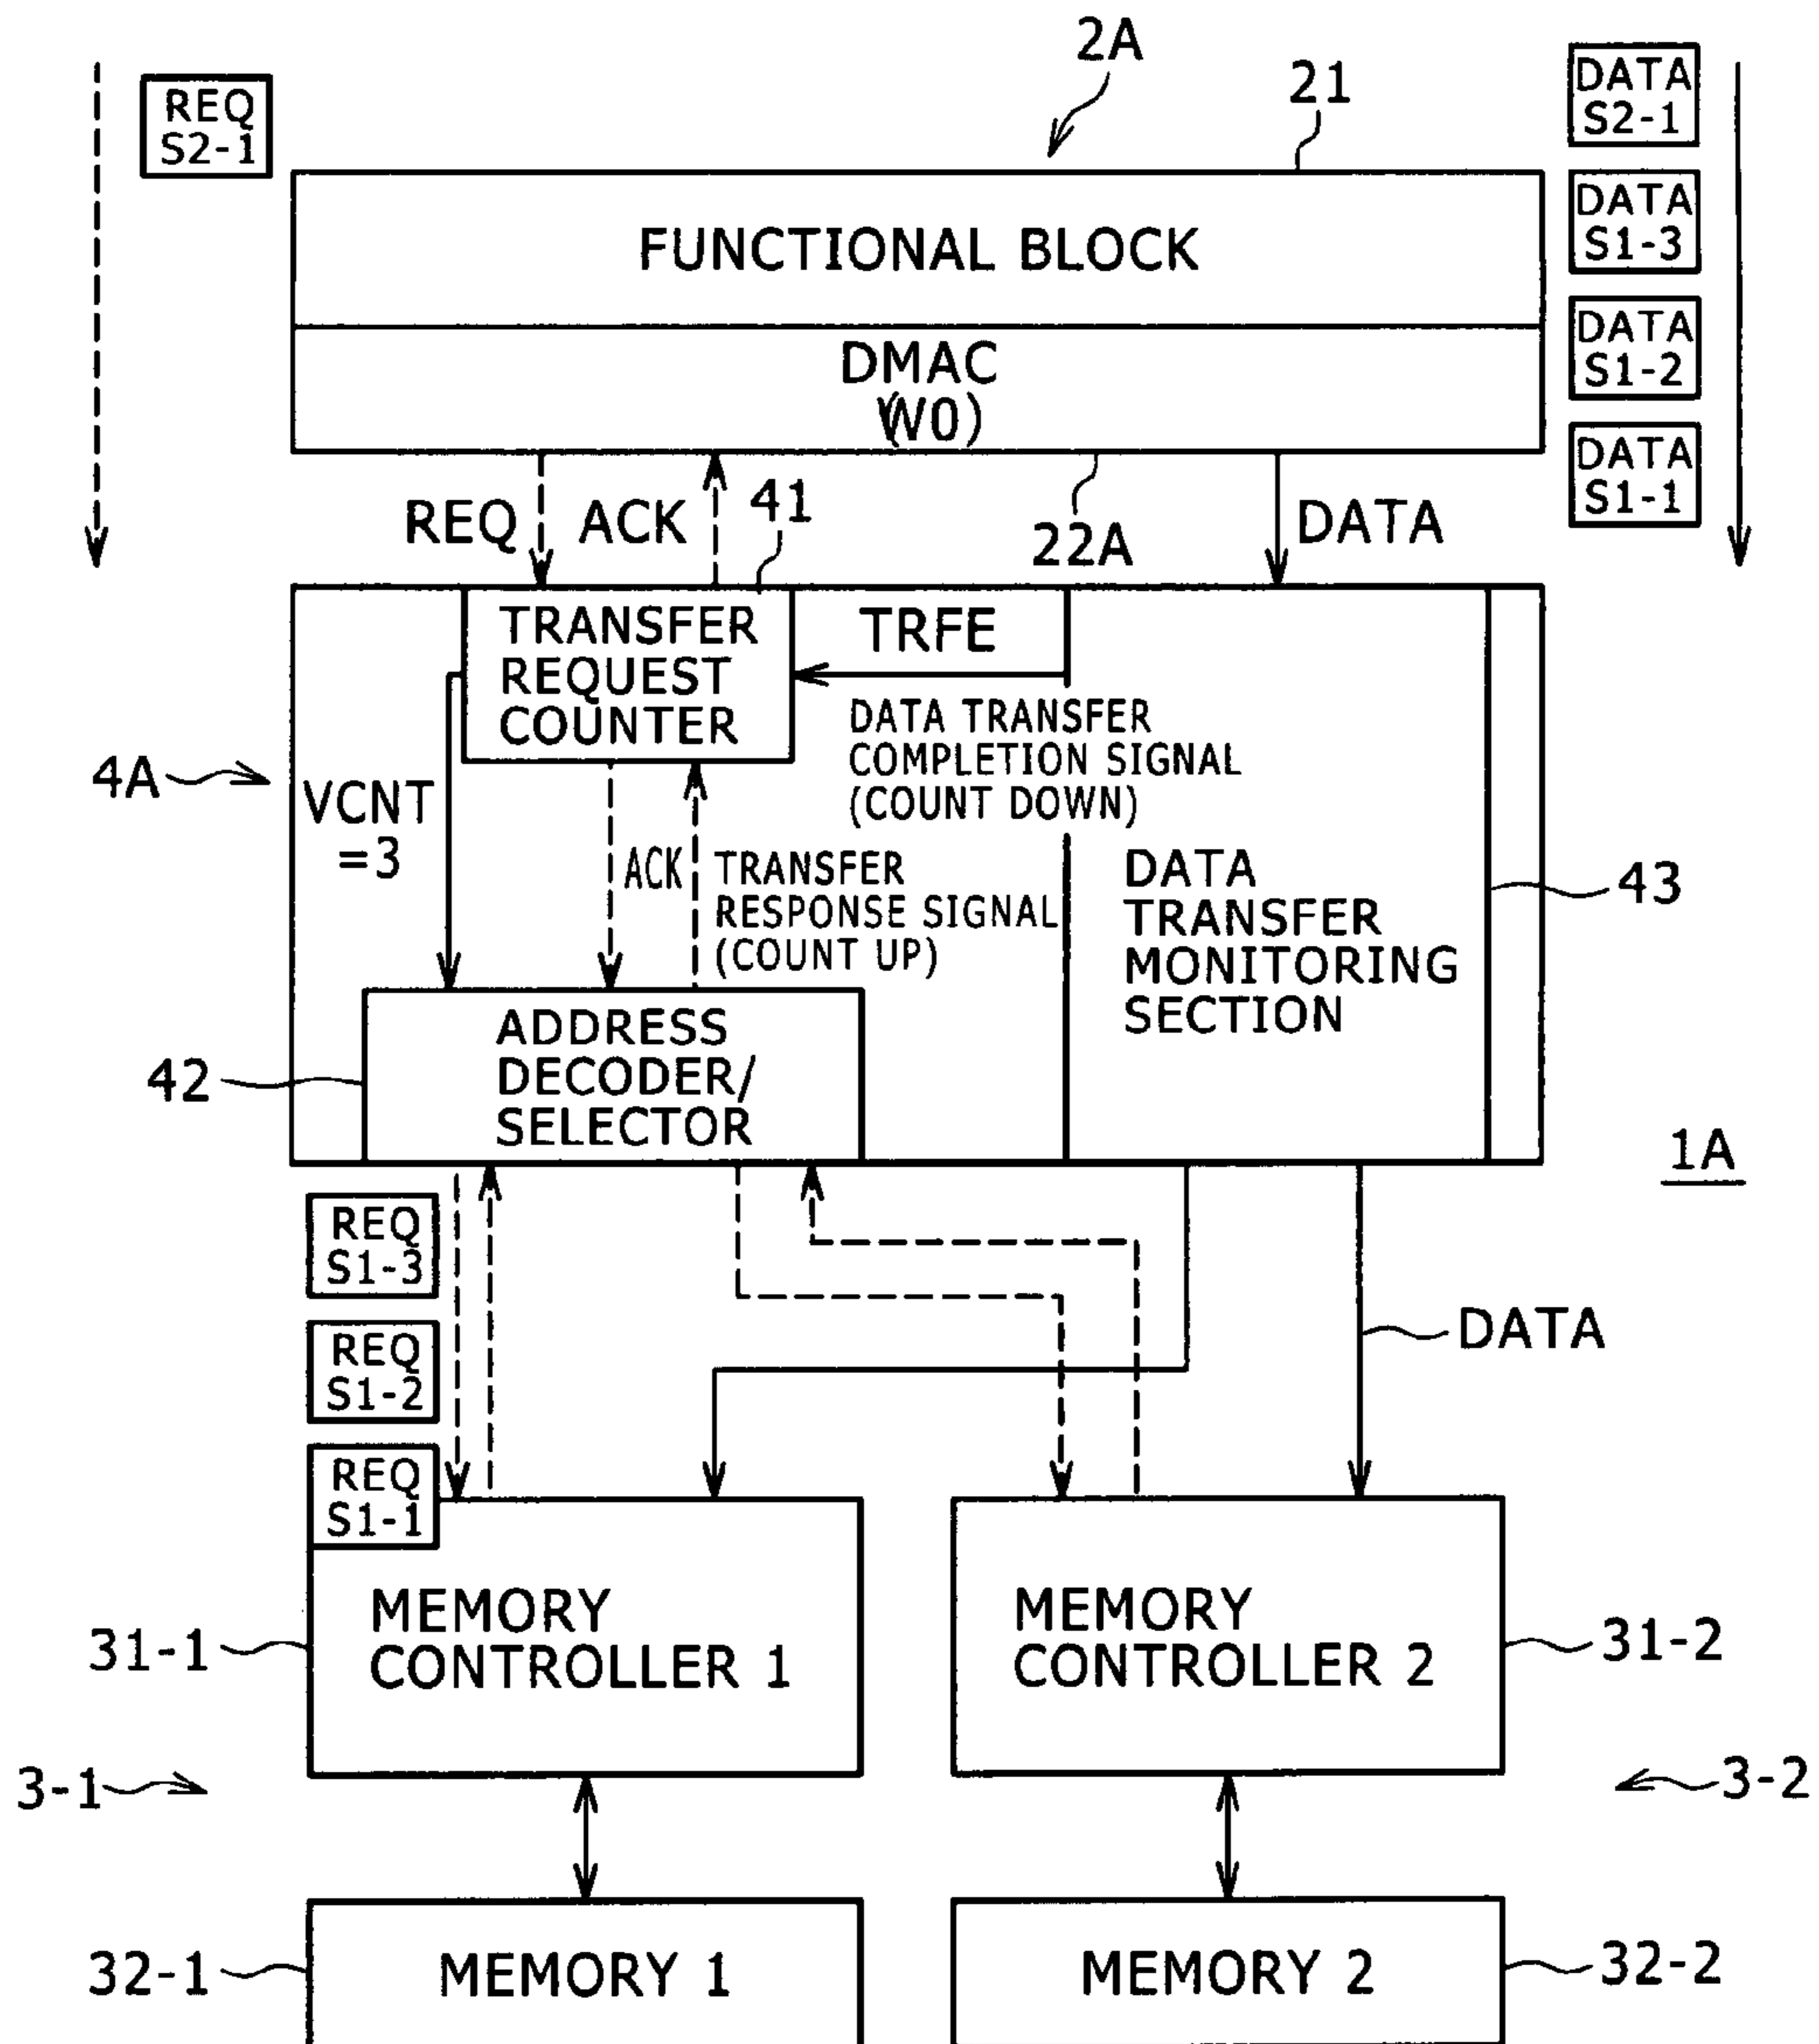 2A
21
REQ
S2-1
DATA
S2-1
DATA
S1-3
DATA
S1-2
DATA
S1-1
FUNCTIONAL BLOCK
DMAC
(W0)
REQ
ACK
41
22A
DATA
TRANSFER
REQUEST
COUNTER
TRFE
DATA TRANSFER
COMPLETION SIGNAL
(COUNT DOWN)
4A
VCNT
=3
ACK
TRANSFER
RESPONSE SIGNAL
(COUNT UP)
DATA
TRANSFER
MONITORING
SECTION
43
ADDRESS
DECODER/
SELECTOR
42
1A
REQ
S1-3
REQ
S1-2
REQ
S1-1
DATA
MEMORY
CONTROLLER 1
MEMORY
CONTROLLER 2
31-1
31-2
3-1
3-2
32-1
MEMORY 1
MEMORY 2
32-2